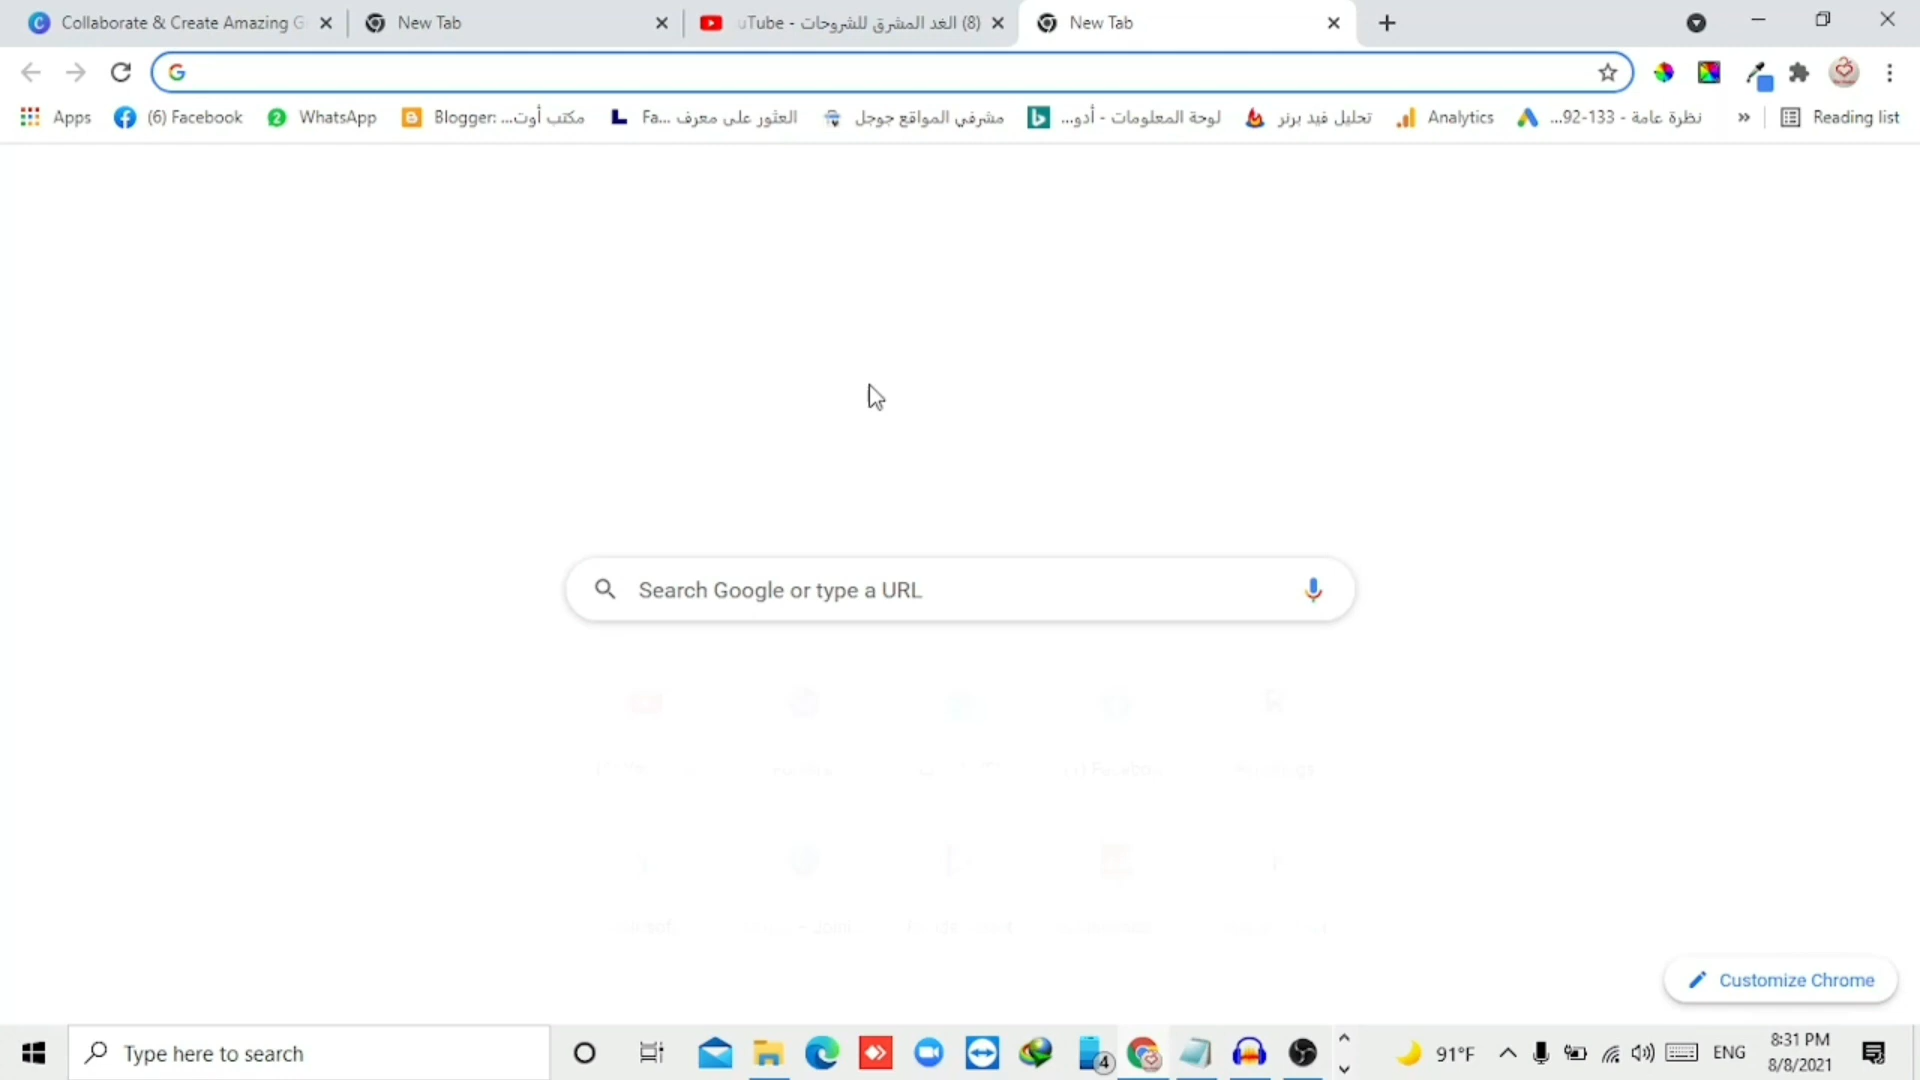 Collaborate & Create Amazing G
New Tab
uTube - الغد المشرق للشروحات (8)
New Tab
Apps
(6) Facebook
WhatsApp
Blogger: ...مكتب أوت
Fa... العثور على معرف
مشرفي المواقع جوجل
لوحة المعلومات - أدو...
تحليل فيد برنر
Analytics
نظرة عامة - 133-92...
»
Reading list
Search Google or type a URL
Customize Chrome
Type here to search
4
91°F
ENG
8:31 PM
8/8/2021